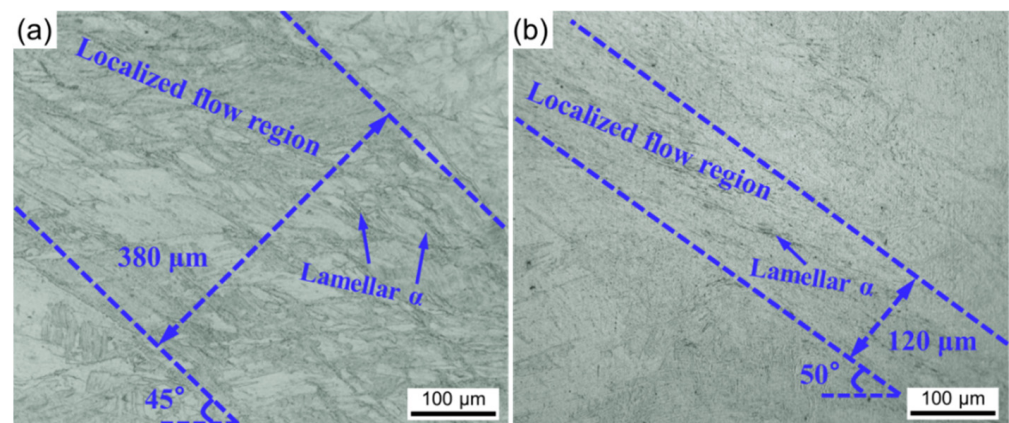 (a)
Localized flow region
380 μm
Lamellar α
45°
100 μm
(b)
Localized flow region
Lamellar α
120 μm
50°
100 μm